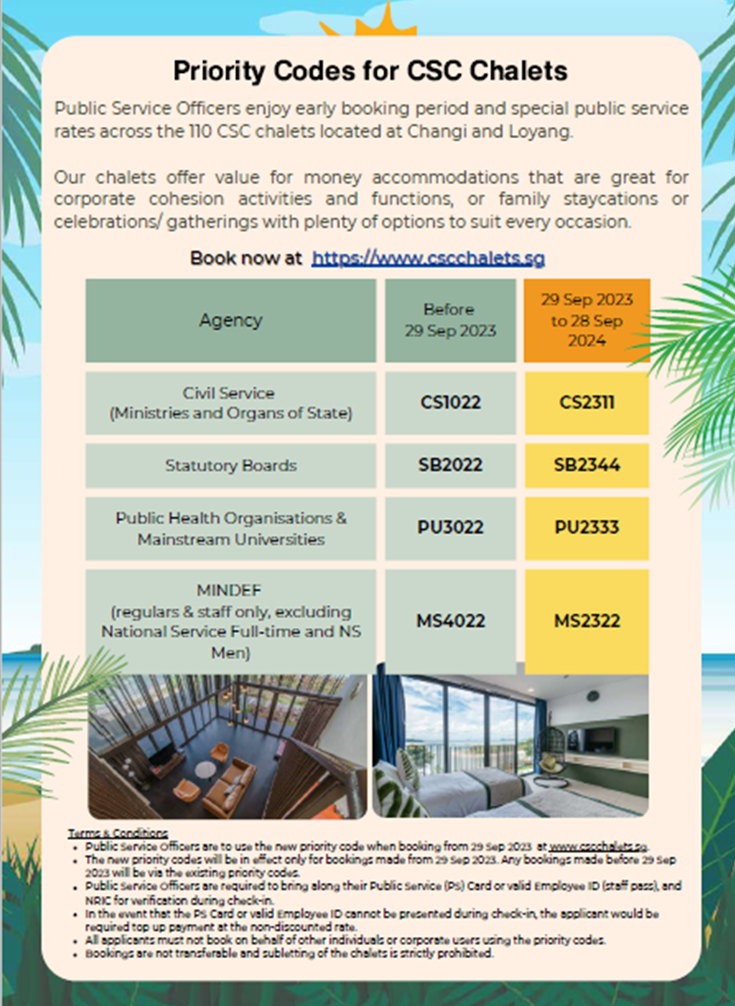 Priority Codes for CSC Chalets
Public Service Officers enjoy early booking period and special public service
rates across the 110 CSC chalets located at Changi and Loyang.
Our chalets offer value for money accommodations that are great for
corporate cohesion activities and functions, or family staycations or
celebrations/ gatherings with plenty of options to suit every occasion.
Book now at https://www.cscchalets.sg
Agency
Before
29 Sep 2023
29 Sep 2023
to 28 Sep
2024
Civil Service
(Ministries and Organs of State)
CS1022
CS2311
Statutory Boards
SB2022
SB2344
Public Health Organisations &
Mainstream Universities
PU3022
PU2333
MINDEF
(regulars & staff only, excluding
National Service Full-time and NS
Men)
MS4022
MS2322
Terms & Conditions
• Public Service Officers are to use the new priority code when booking from 29 Sep 2023 at www.cscchalets.sg.
• The new priority codes will be in effect only for bookings made from 29 Sep 2023. Any bookings made before 29 Sep
2023 will be via the existing priority codes.
• Public Service Officers are required to bring along their Public Service (PS) Card or valid Employee ID (staff pass), and
NRIC for verification during check-in.
• In the event that the PS Card or valid Employee ID cannot be presented during check-in, the applicant would be
required top up payment at the non-discounted rate.
• All applicants must not book on behalf of other individuals or corporate users using the priority codes.
• Bookings are not transferable and subletting of the chalets is strictly prohibited.